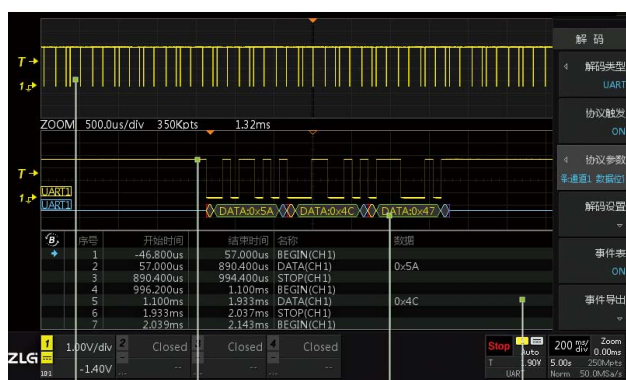 解 码
T
1
解码类型
UART
协议触发
ON
ZOOM 500.0us/div 350Kpts 1.32ms
协议参数
数据位
T
1
UART1
UART1
DATA:0x5A DATA:0x4C DATA:0x47
解码设置
B 序号 开始时间 结束时间 名称 数据
1 -46.800us 57.000us BEGIN(CH1)
2 57.000us 890.400us DATA(CH1) 0x5A
3 890.400us 994.400us STOP(CH1)
4 996.200us 1.100ms BEGIN(CH1)
5 1.100ms 1.933ms DATA(CH1) 0x4C
6 1.933ms 2.037ms STOP(CH1)
7 2.039ms 2.143ms BEGIN(CH1)
事件表
ON
事件导出
ZLG
1 1.00V/div 2 Closed 3 Closed 4 Closed
-1.40V
Stop Auto 200 ms/div Zoom 0.00ms
T 1.90V 5.00s 250Mpts
UART Norm 50.0MSa/s